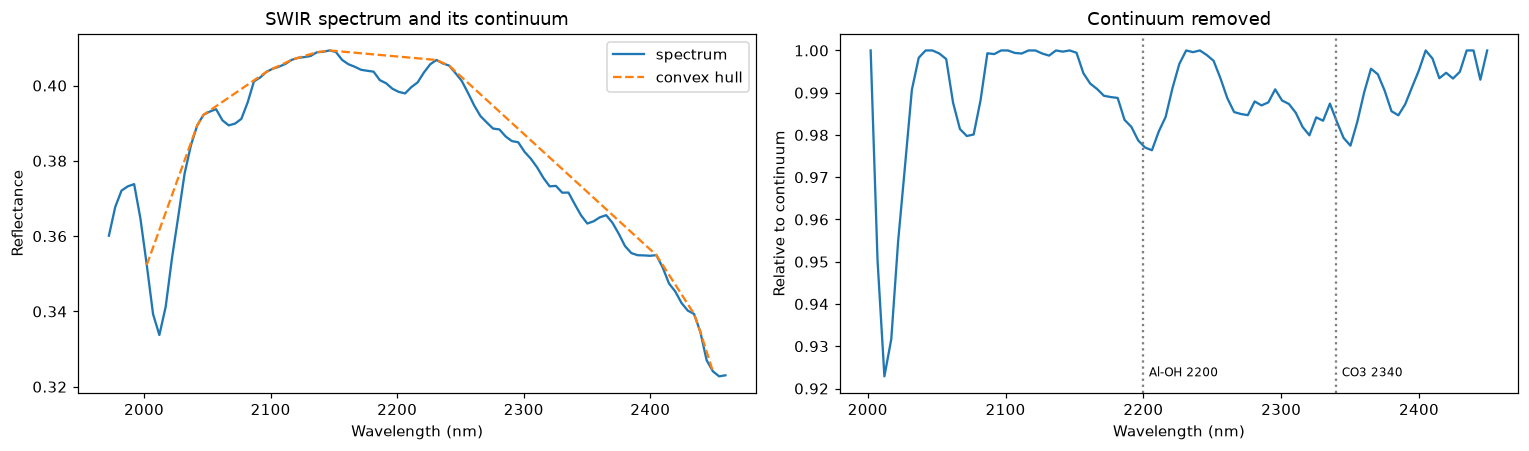 SWIR spectrum and its continuum
Reflectance
0.40
0.38
0.36
0.34
0.32
2000 2100 2200 2300 2400
Wavelength (nm)
spectrum
convex hull
Continuum removed
Relative to continuum
1.00
0.99
0.98
0.97
0.96
0.95
0.94
0.93
0.92
Al-OH 2200
CO3 2340
2000 2100 2200 2300 2400
Wavelength (nm)